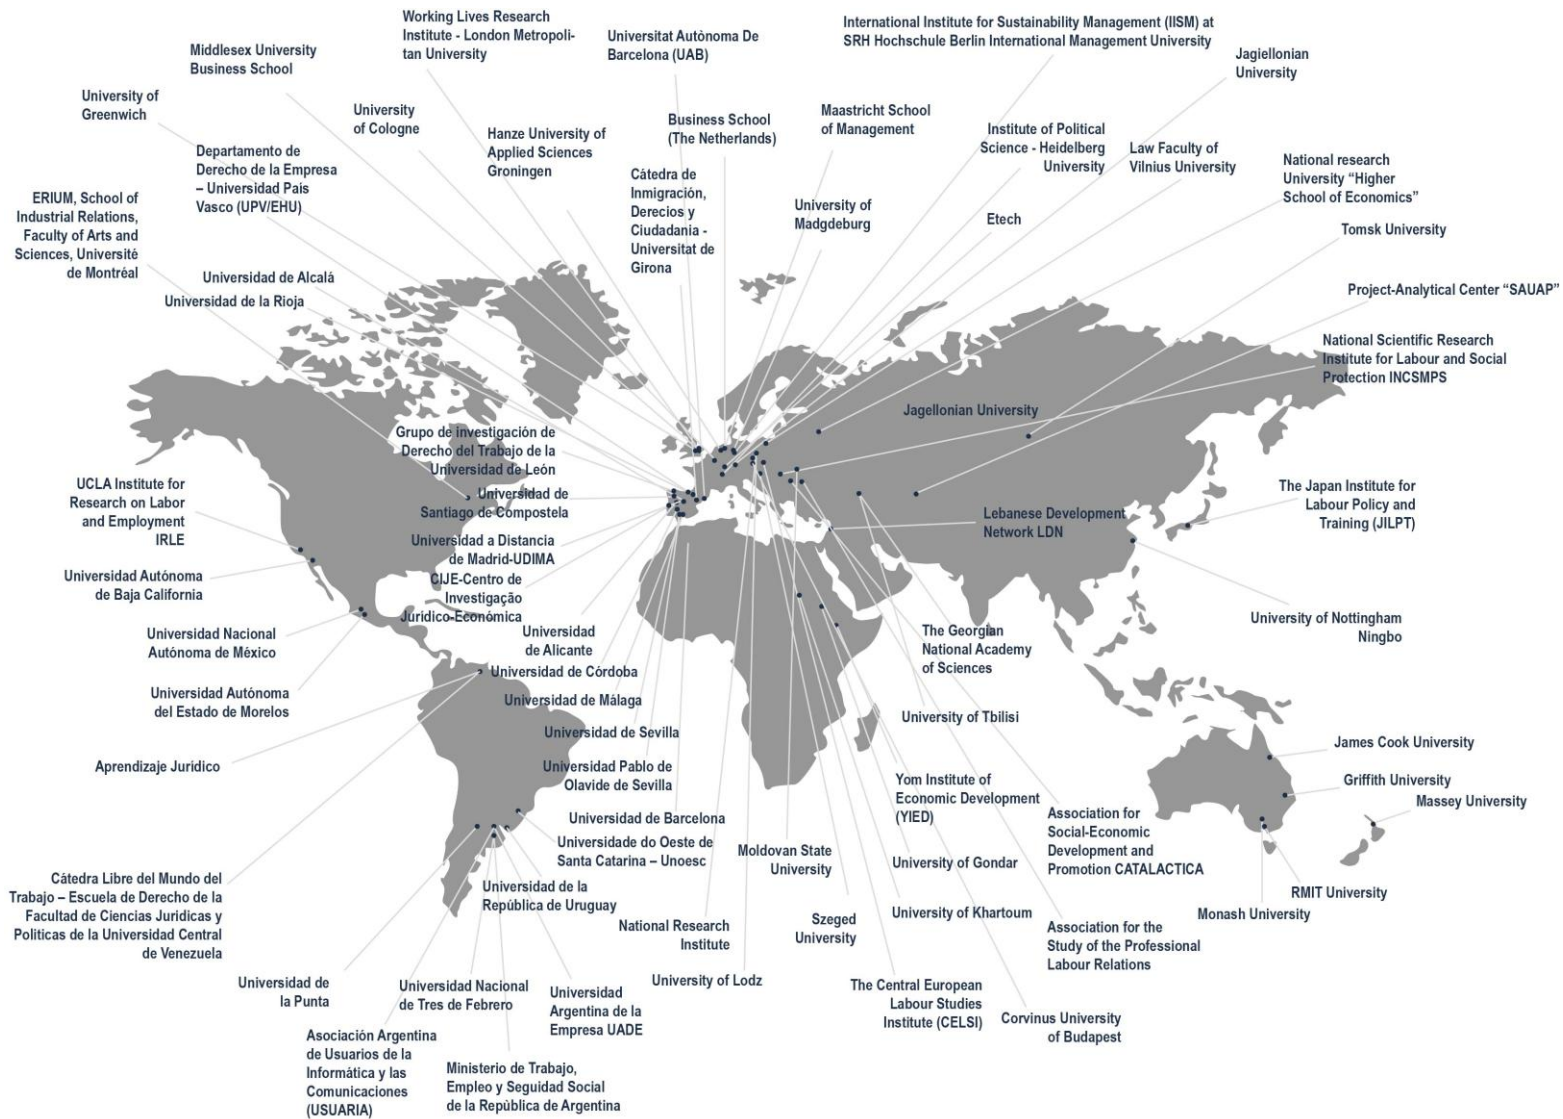 Working Lives Research
Institute - London Metropoli-
tan University
Universitat Autònoma De
Barcelona (UAB)
International Institute for Sustainability Management (IISM) at
SRH Hochschule Berlin International Management University
Middlesex University
Business School
Jagiellonian
University
University of
Greenwich
University
of Cologne
Hanze University of
Applied Sciences
Groningen
Business School
(The Netherlands)
Maastricht School
of Management
Institute of Political
Science - Heidelberg
University
Law Faculty of
Vilnius University
National research
University “Higher
School of Economics”
Departamento de
Derecho de la Empresa
– Universidad Pais
Vasco (UPV/EHU)
Cátedra de
Inmigración,
Derecios y
Ciudadania -
Universitat de
Girona
University of
Madgdeburg
Etech
Tomsk University
ERIUM, School of
Industrial Relations,
Faculty of Arts and
Sciences, Université
de Montréal
Universidad de Alcalá
Universidad de la Rioja
Project-Analytical Center “SAUAP”
National Scientific Research
Institute for Labour and Social
Protection INCSMPS
Jagellonian University
Grupo de investigación de
Derecho del Trabajo de la
Universidad de León
UCLA Institute for
Research on Labor
and Employment
IRLE
Universidad de
Santiago de Compostela
The Japan Institute for
Labour Policy and
Training (JILPT)
Lebanese Development
Network LDN
Universidad a Distancia
de Madrid-UDIMA
Universidad Autónoma
de Baja California
CIJE-Centro de
Investigação
Jurídico-Económica
Universidad Nacional
Autónoma de México
Universidad
de Alicante
The Georgian
National Academy
of Sciences
University of Nottingham
Ningbo
Universidad de Córdoba
Universidad Autónoma
del Estado de Morelos
Universidad de Málaga
University of Tbilisi
Universidad de Sevilla
James Cook University
Aprendizaje Jurídico
Universidad Pablo de
Olavide de Sevilla
Yom Institute of
Economic Development
(YIED)
Griffith University
Massey University
Universidad de Barcelona
Association for
Social-Economic
Development and
Promotion CATALACTICA
Universidade do Oeste de
Santa Catarina – Unoesc
Moldovan State
University
University of Gondar
Cátedra Libre del Mundo del
Trabajo – Escuela de Derecho de la
Facultad de Ciencias Jurídicas y
Políticas de la Universidad Central
de Venezuela
Universidad de la
República de Uruguay
RMIT University
Monash University
National Research
Institute
Szeged
University
University of Khartoum
Association for the
Study of the Professional
Labour Relations
University of Lodz
Universidad de
la Punta
Universidad Nacional
de Tres de Febrero
Universidad
Argentina de la
Empresa UADE
The Central European
Labour Studies
Institute (CELSI)
Corvinus University
of Budapest
Asociación Argentina
de Usuarios de la
Informática y las
Comunicaciones
(USUARIA)
Ministerio de Trabajo,
Empleo y Seguidad Social
de la Repùblica de Argentina